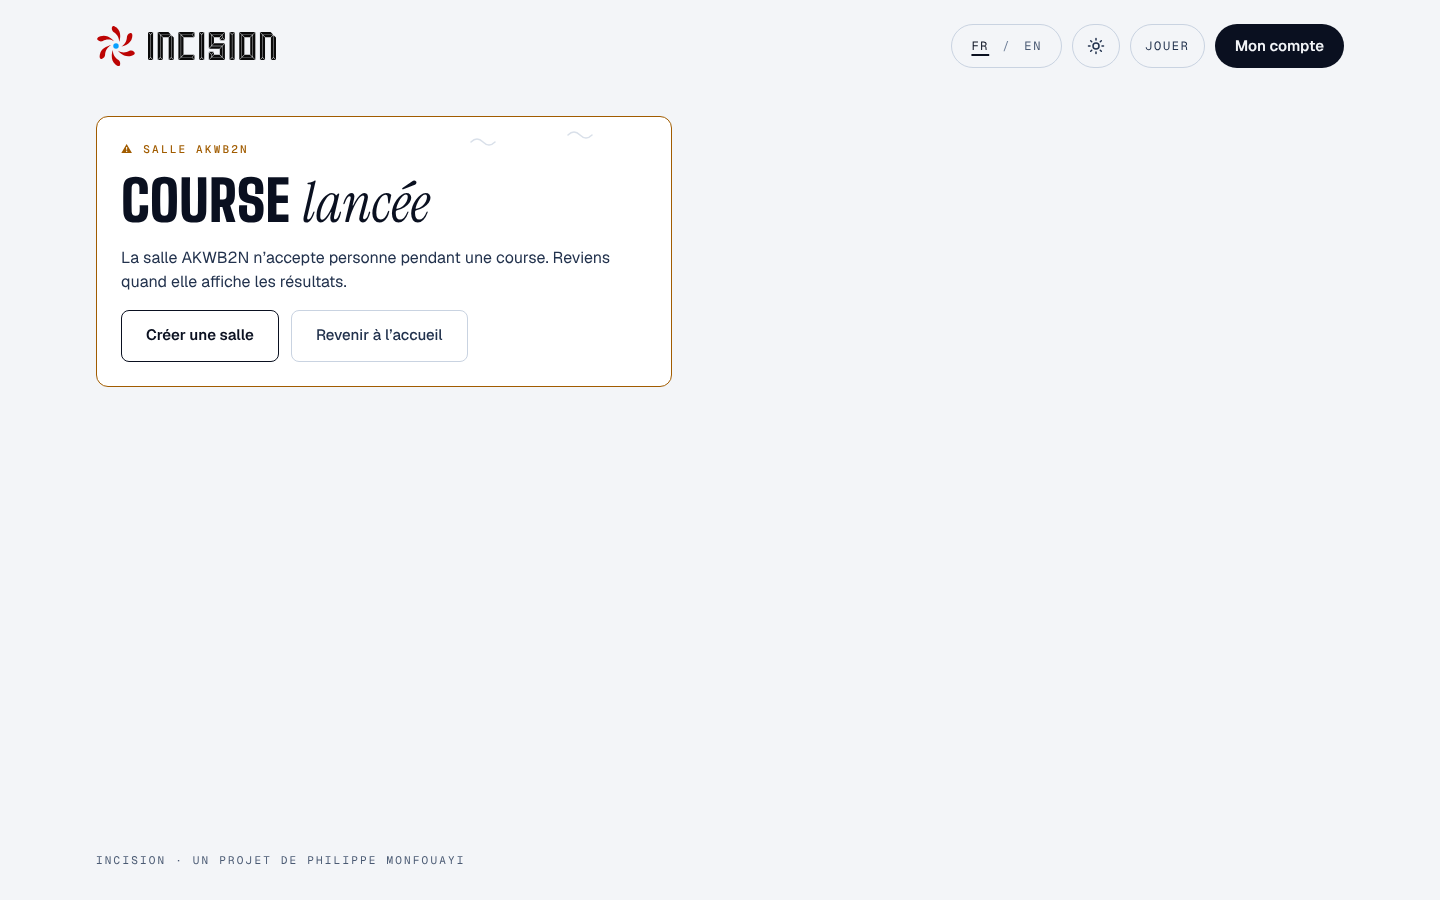 INCISION
FR / EN
JOUER
Mon compte
SALLE AKWB2N
COURSE lancée
La salle AKWB2N n’accepte personne pendant une course. Reviens
quand elle affiche les résultats.
Créer une salle
Revenir à l’accueil
INCISION · UN PROJET DE PHILIPPE MONFOUAYI